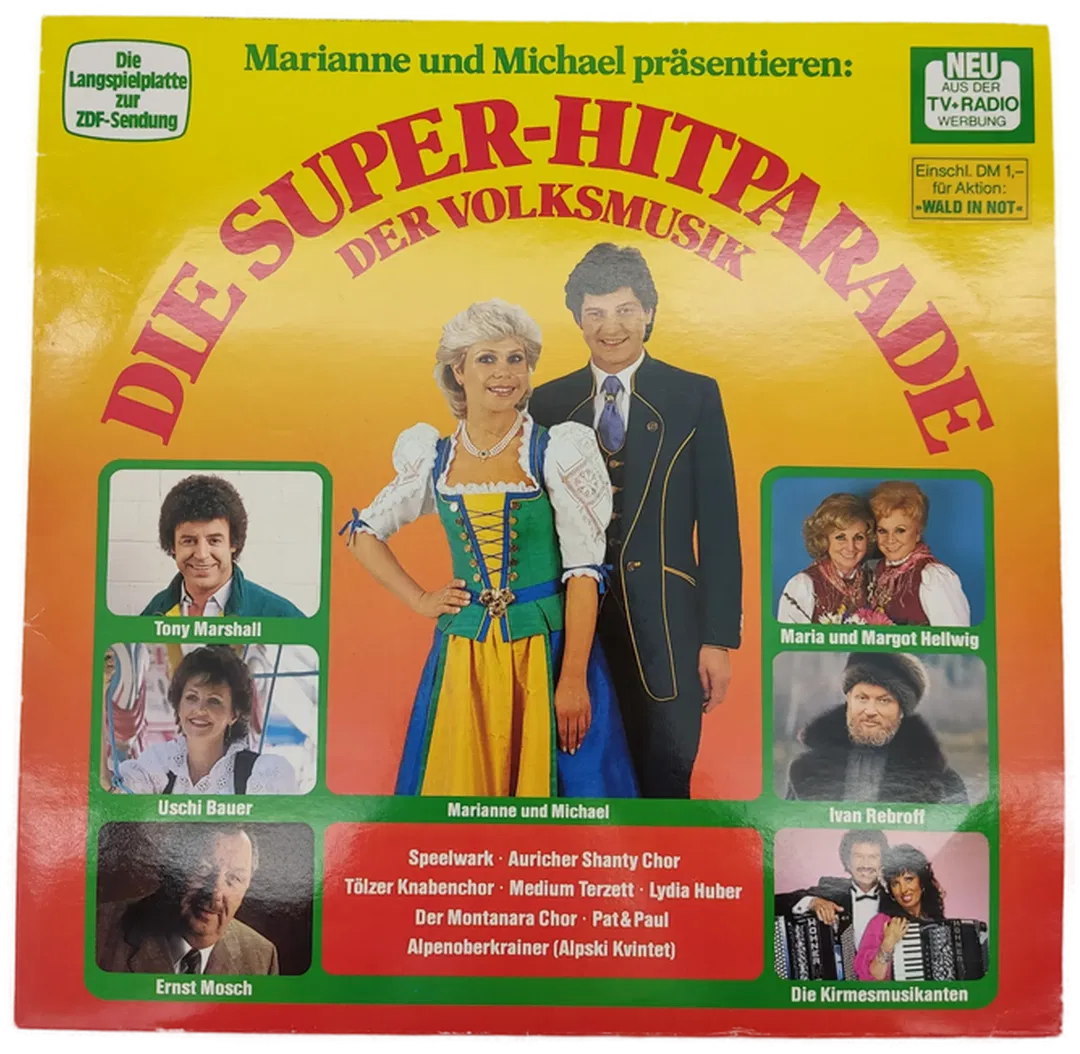 Die
Langspielplatte
zur
ZDF-Sendung
Marianne und Michael präsentieren:
NEU
AUS DER
TV+RADIO
WERBUNG
Einschl. DM 1,–
für Aktion:
»WALD IN NOT«
DIE SUPER-HITPARADE
DER VOLKSMUSIK
Tony Marshall
Maria und Margot Hellwig
Uschi Bauer
Marianne und Michael
Ivan Rebroff
Speelwark · Auricher Shanty Chor
Tölzer Knabenchor · Medium Terzett · Lydia Huber
Der Montanara Chor · Pat&Paul
Alpenoberkrainer (Alpski Kvintet)
HOHNER
HOHNER
Ernst Mosch
Die Kirmesmusikanten